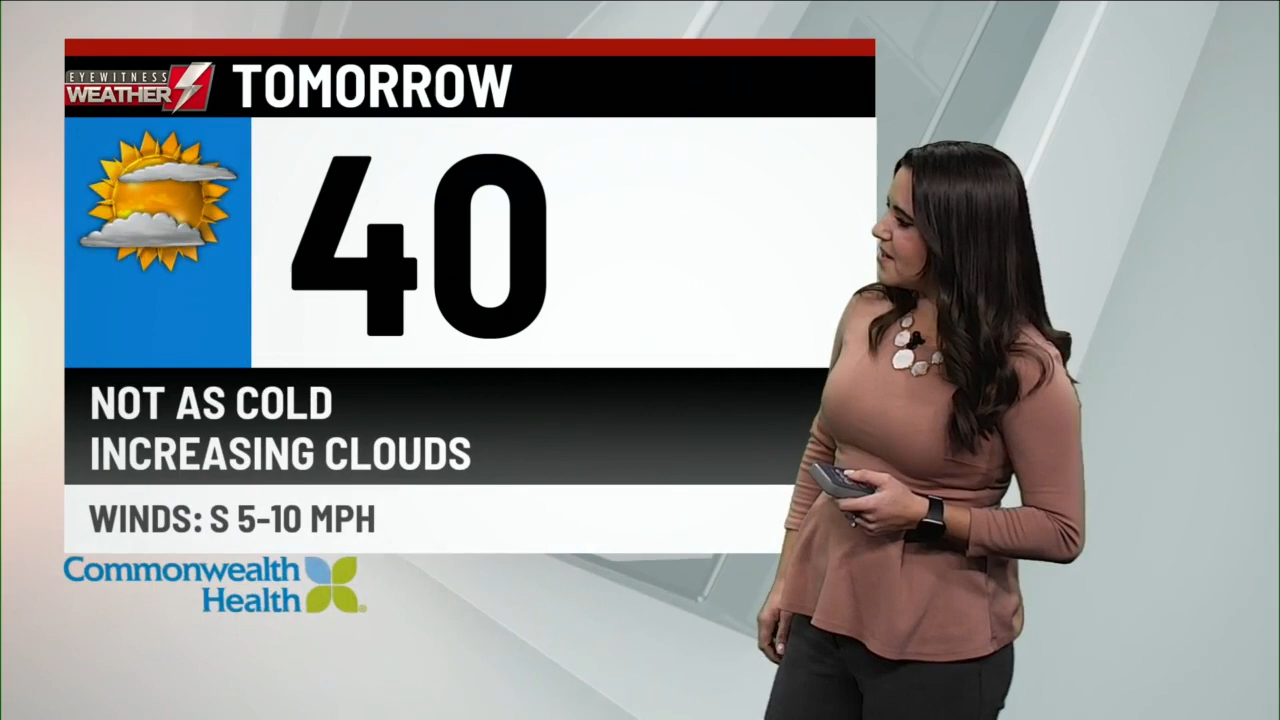 EYEWITNESS
WEATHER
TOMORROW
40
NOT AS COLD
INCREASING CLOUDS
WINDS: S 5-10 MPH
Commonwealth
Health